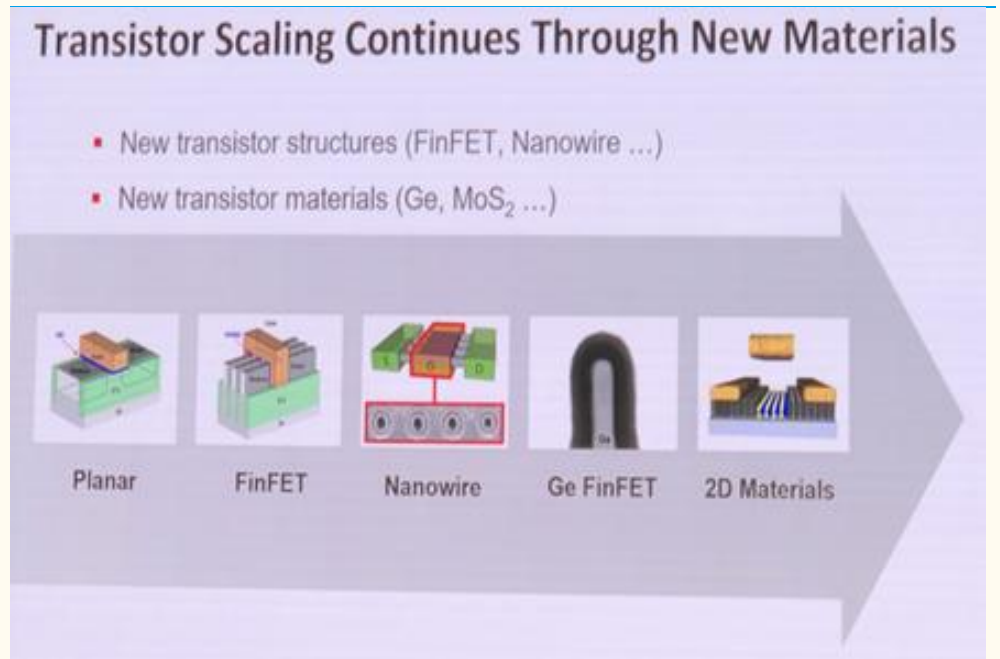 Transistor Scaling Continues Through New Materials
▪ New transistor structures (FinFET, Nanowire ...)
▪ New transistor materials (Ge, MoS₂ ...)
S G D
Ge
Planar FinFET Nanowire Ge FinFET 2D Materials